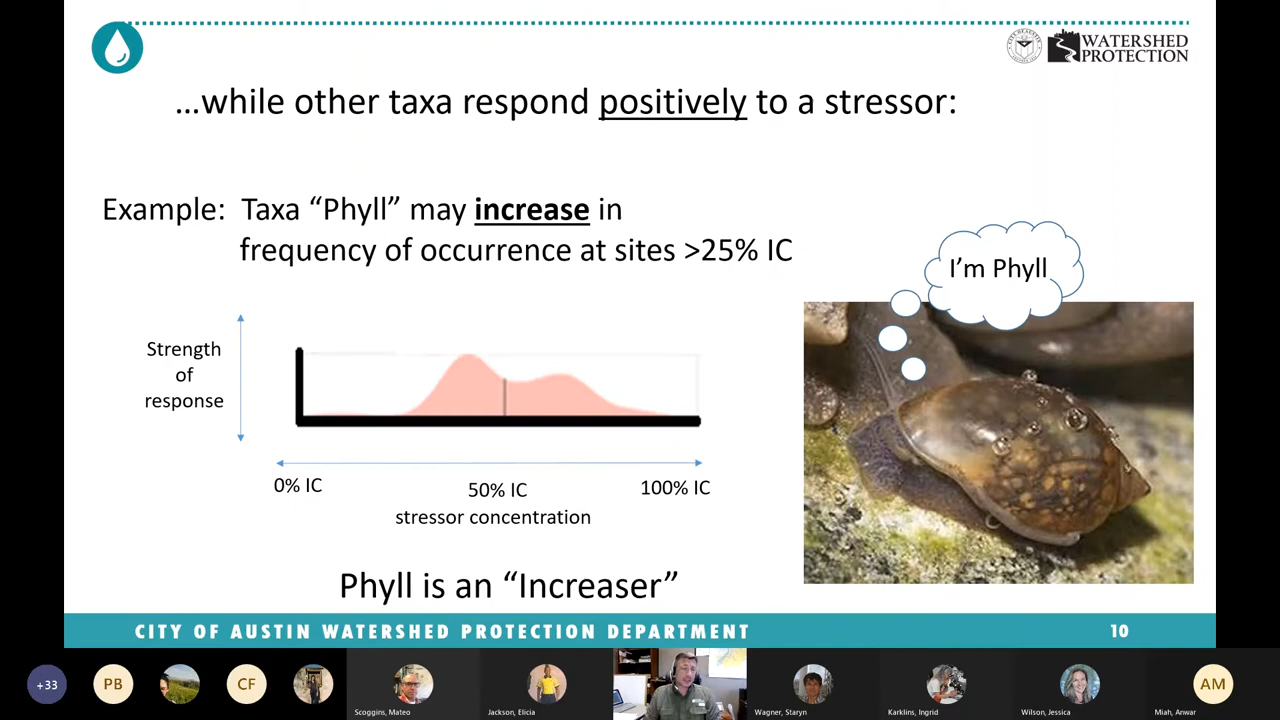 WATERSHED
PROTECTION
…while other taxa respond positively to a stressor:
Example: Taxa “Phyll” may increase in
frequency of occurrence at sites >25% IC
I’m Phyll
Strength
of
response
0% IC
50% IC
100% IC
stressor concentration
Phyll is an “Increaser”
CITY OF AUSTIN WATERSHED PROTECTION DEPARTMENT
10
+33
PB
CF
AM
Scoggins, Mateo
Jackson, Elicia
Wagner, Staryn
Karklins, Ingrid
Wilson, Jessica
Miah, Anwar